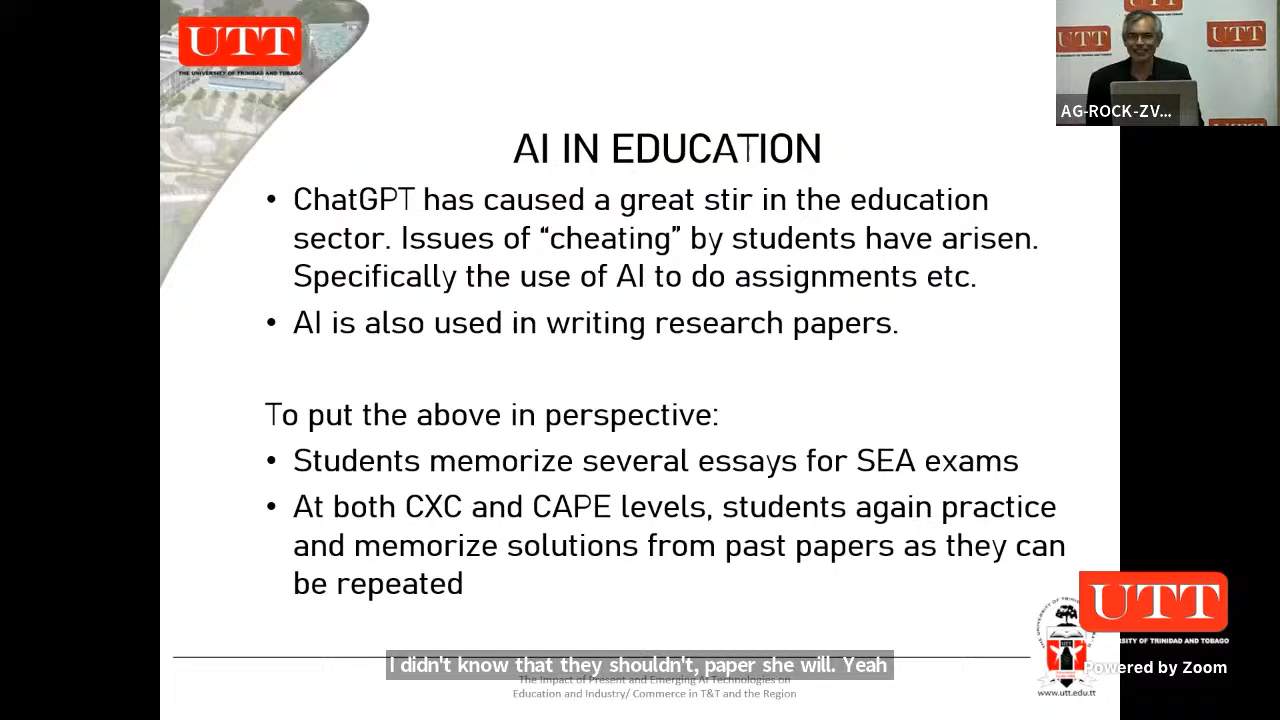 UTT
THE UNIVERSITY OF TRINIDAD AND TOBAGO
UTT
UTT
UTT
AG-ROCK-ZV...
AI IN EDUCATION
• ChatGPT has caused a great stir in the education
sector. Issues of “cheating” by students have arisen.
Specifically the use of AI to do assignments etc.
• AI is also used in writing research papers.
To put the above in perspective:
• Students memorize several essays for SEA exams
• At both CXC and CAPE levels, students again practice
and memorize solutions from past papers as they can
be repeated
UTT
ERSITY OF TRINIDAD AND TOBAGO
I didn't know that they shouldn't, paper she will. Yeah
Powered by Zoom
The Impact of Present and Emerging AI Technologies on
Education and Industry/ Commerce in T&T and the Region
www.utt.edu.tt